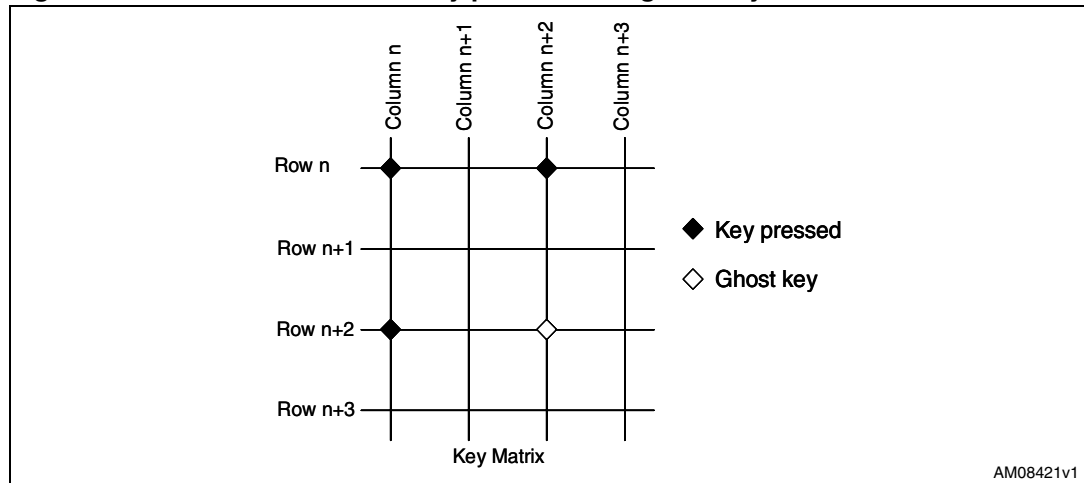 Column n
Column n+1
Column n+2
Column n+3
Row n
Row n+1
Row n+2
Row n+3
Key pressed
Ghost key
Key Matrix
AM08421v1